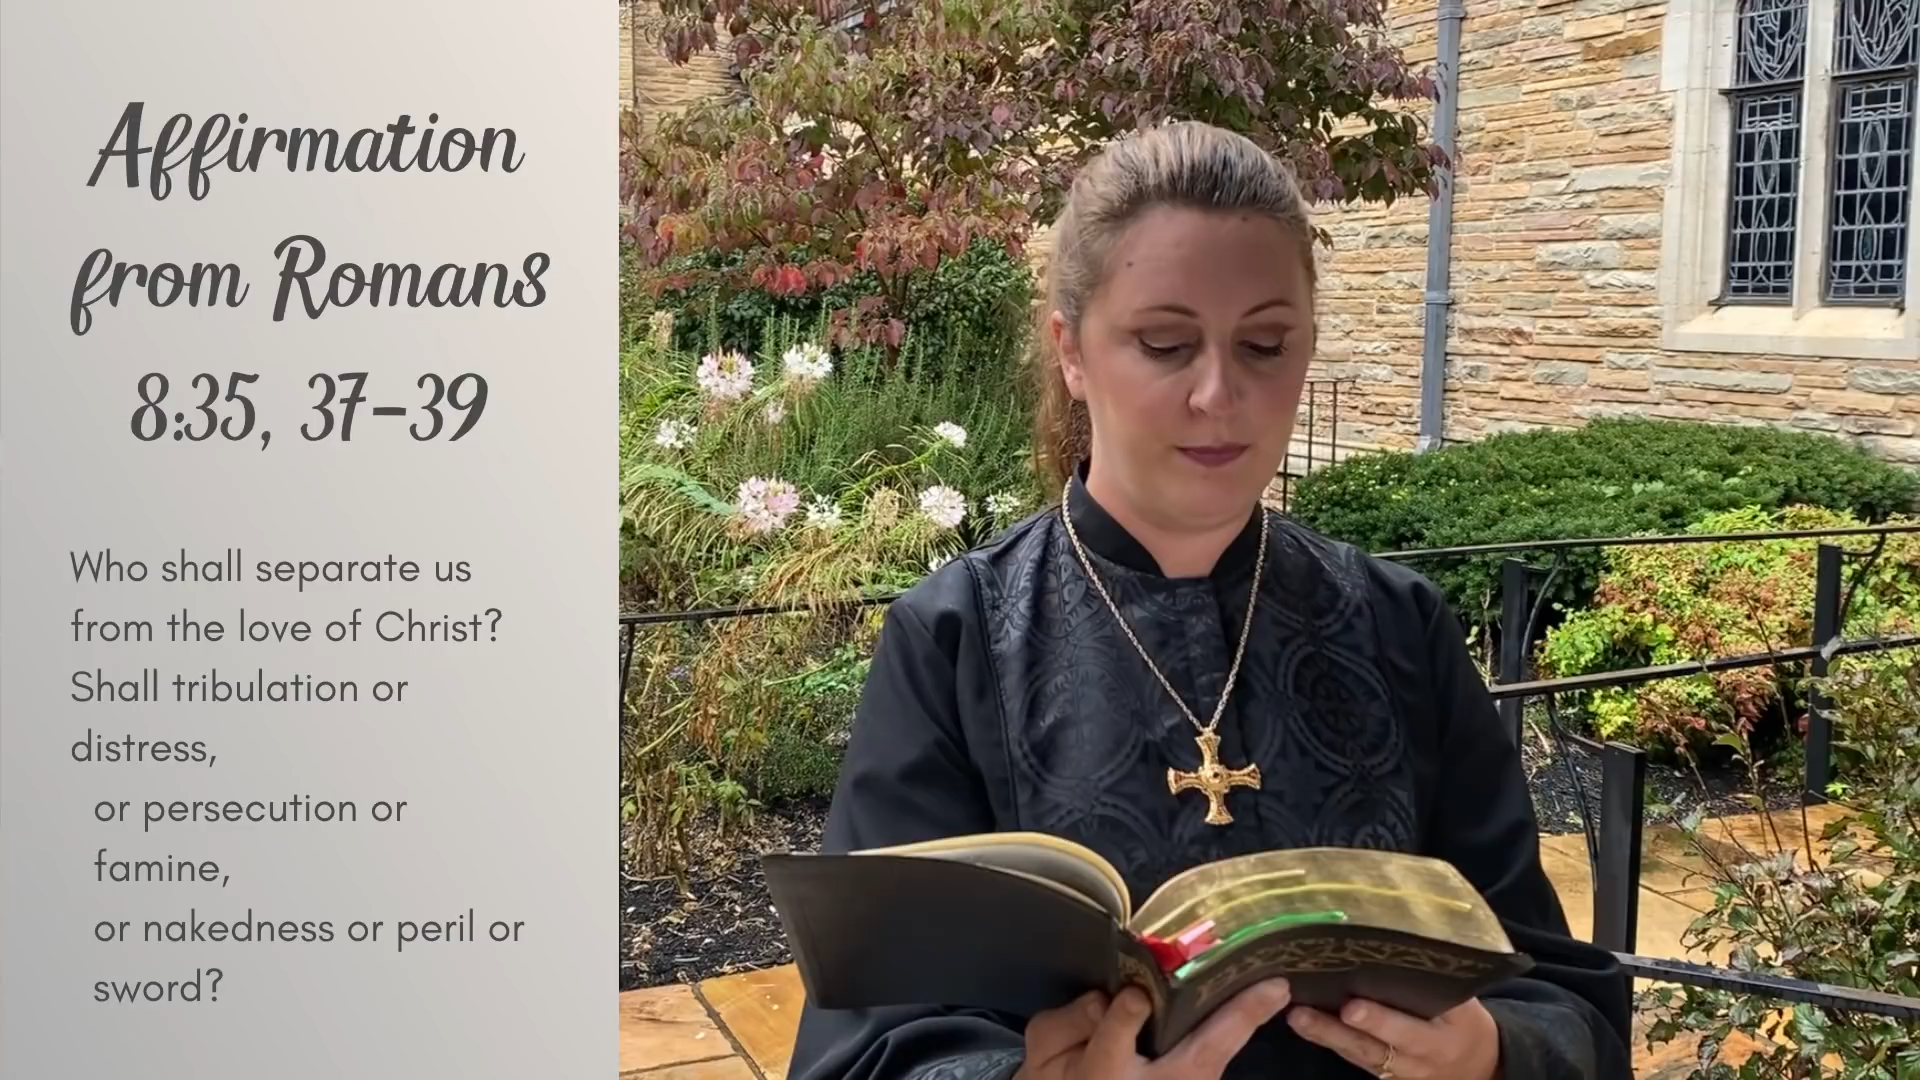 Affirmation
from Romans
8:35, 37-39
Who shall separate us
from the love of Christ?
Shall tribulation or
distress,
or persecution or
famine,
or nakedness or peril or
sword?